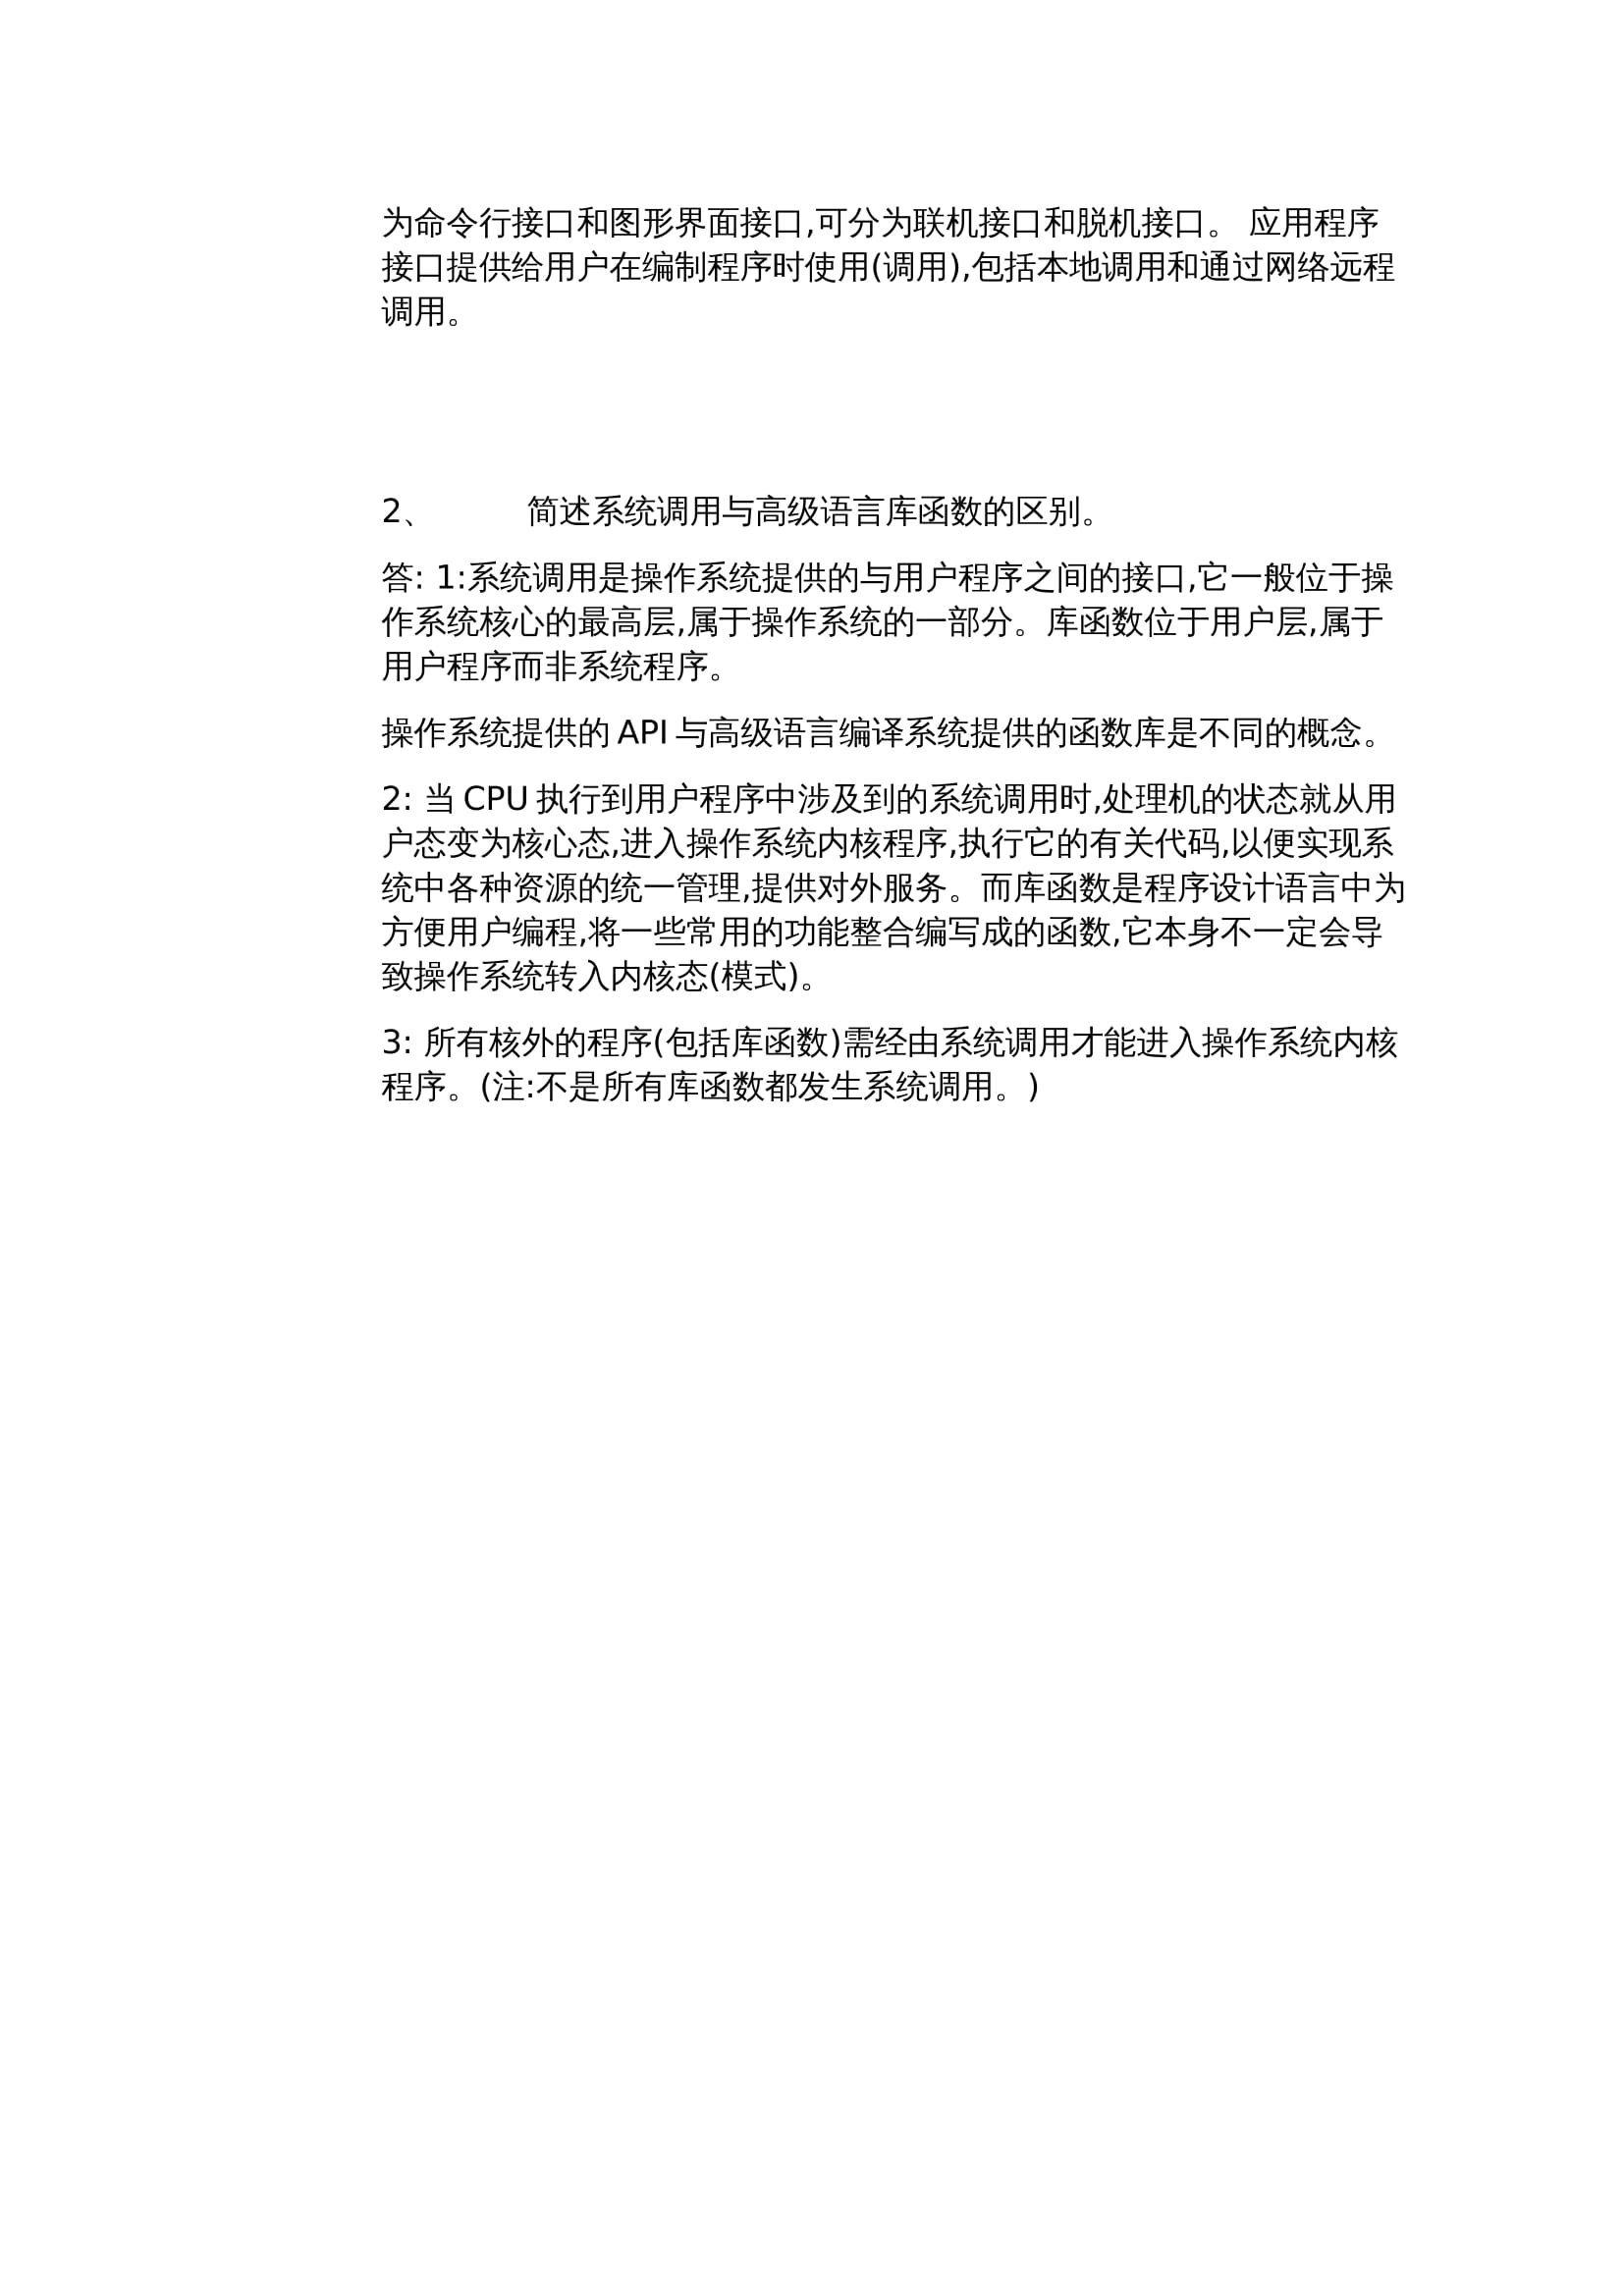 为命令行接口和图形界面接口,可分为联机接口和脱机接口。 应用程序
接口提供给用户在编制程序时使用(调用),包括本地调用和通过网络远程
调用。
2、 简述系统调用与高级语言库函数的区别。
答: 1:系统调用是操作系统提供的与用户程序之间的接口,它一般位于操
作系统核心的最高层,属于操作系统的一部分。库函数位于用户层,属于
用户程序而非系统程序。
操作系统提供的 API 与高级语言编译系统提供的函数库是不同的概念。
2: 当 CPU 执行到用户程序中涉及到的系统调用时,处理机的状态就从用
户态变为核心态,进入操作系统内核程序,执行它的有关代码,以便实现系
统中各种资源的统一管理,提供对外服务。而库函数是程序设计语言中为
方便用户编程,将一些常用的功能整合编写成的函数,它本身不一定会导
致操作系统转入内核态(模式)。
3: 所有核外的程序(包括库函数)需经由系统调用才能进入操作系统内核
程序。(注:不是所有库函数都发生系统调用。)